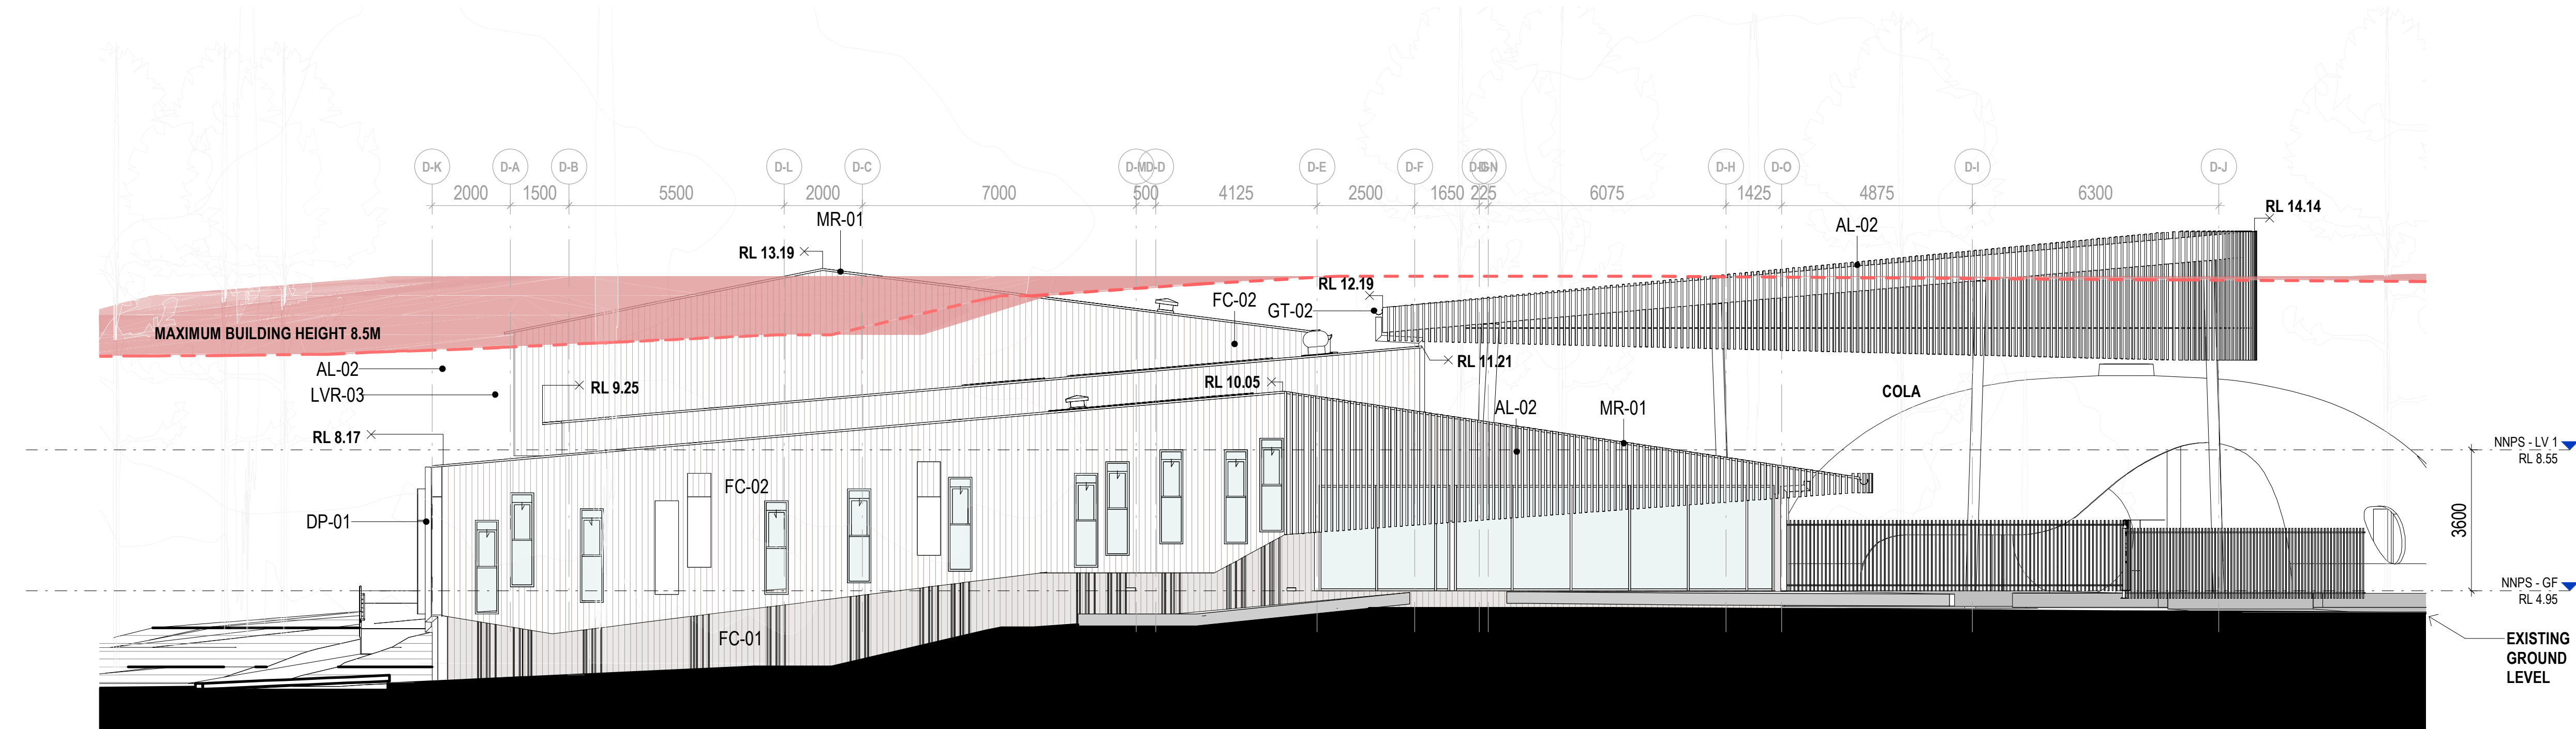 D-K
D-A
D-B
D-L
D-C
D-M
D-D
D-E
D-F
D-G
D-N
D-H
D-O
D-I
D-J
2000
1500
5500
2000
7000
500
4125
2500
1650
225
6075
1425
4875
6300
MR-01
RL 13.19
RL 14.14
AL-02
RL 12.19
FC-02
GT-02
MAXIMUM BUILDING HEIGHT 8.5M
AL-02
LVR-03
RL 9.25
RL 10.05
RL 11.21
COLA
AL-02
MR-01
RL 8.17
NNPS - LV 1
RL 8.55
FC-02
DP-01
3600
NNPS - GF
RL 4.95
FC-01
EXISTING
GROUND
LEVEL